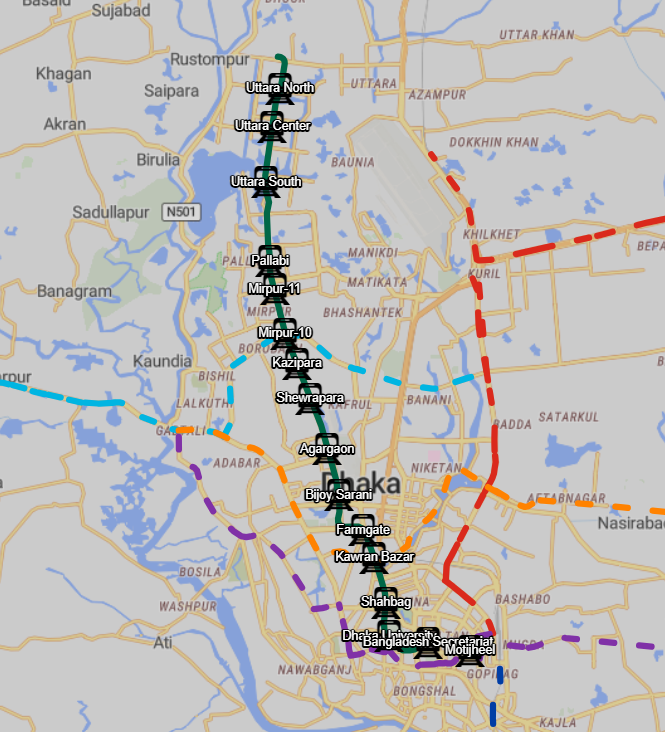 Basaid
Sujabad
UTTAR KHAN
Rustompur
Khagan
UTTARA
Uttara North
Saipara
AZAMPUR
Akran
Uttara Center
DOKKHIN KHAN
Birulia
BAUNIA
Uttara South
Sadullapur
N501
KHILKHET
BEPA
MANIKDI
PALL
Pallabi
KURIL
MATIKATA
Banagram
Mirpur-11
MIRPUR
BHASHANTEK
Mirpur-10
Kaundia
Kazipara
BISHIL
rpur
Shewrapara
KAFRUL
BANANI
LALKUTHI
SATARKUL
BADDA
Agargaon
ADABAR
NIKETAN
Dhaka
Bijoy Sarani
AFTABNAGAR
Nasiraba
Farmgate
Kawran Bazar
BOSILA
BASHABO
Shahbag
WASHPUR
Dhaka University
Bangladesh Secretariat
Ati
Motijheel
NAWABGANJ
GOPIBAG
BONGSHAL
KAJLA